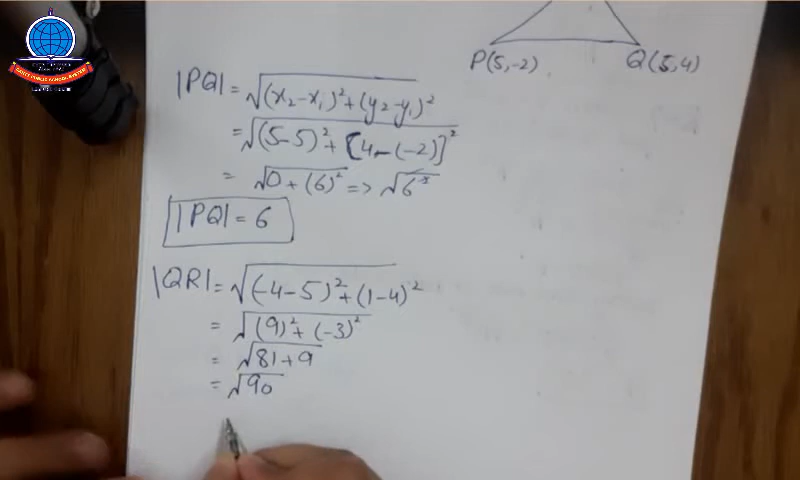 P(5,-2) Q(5,4)
|PQ| = √(x₂-x₁)²+(y₂-y₁)²
= √(5-5)²+[4-(-2)]²
= √0+(6)² => √6²
|PQ| = 6
|QR| = √(-4-5)²+(1-4)²
= √(9)²+(-3)²
= √81+9
= √90